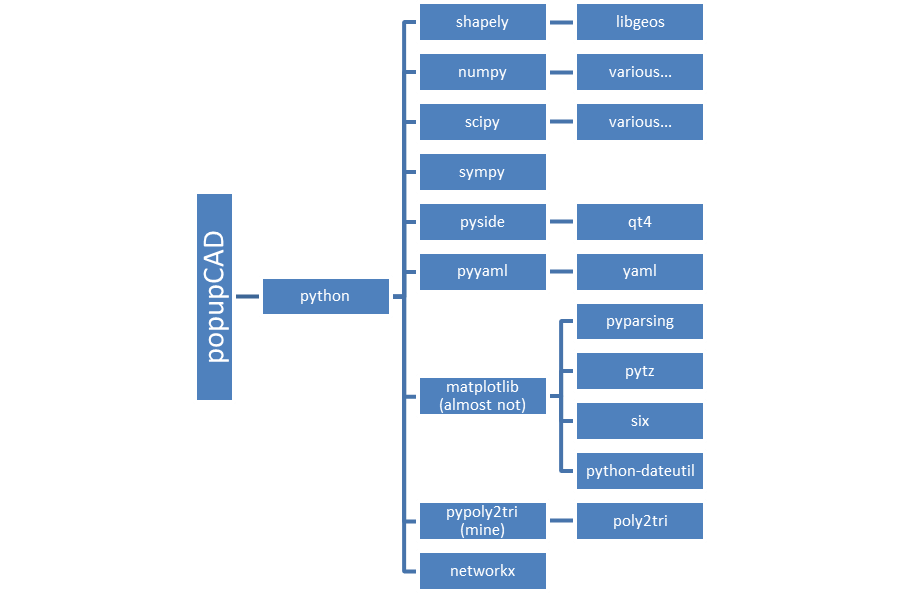 popupCAD
python
shapely
libgeos
numpy
various...
scipy
various...
sympy
pyside
qt4
pyyaml
yaml
matplotlib
(almost not)
pyparsing
pytz
six
python-dateutil
pypoly2tri
(mine)
poly2tri
networkx